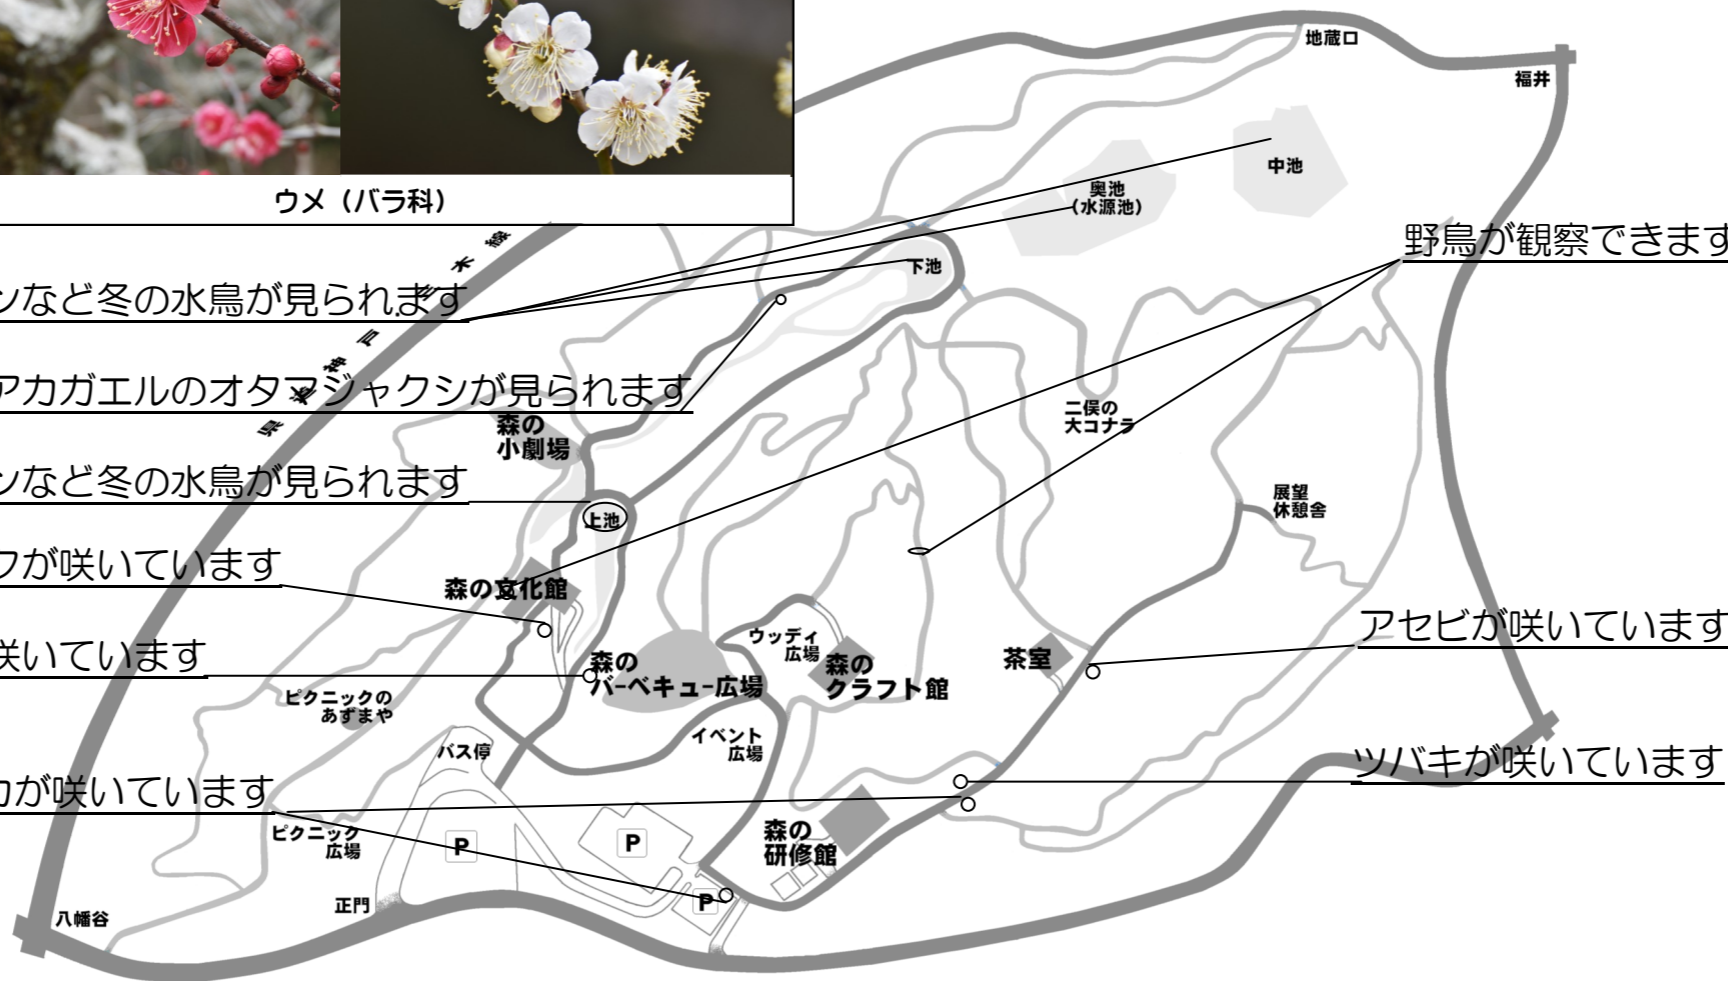 ウメ（バラ科）
地蔵口
福井
中池
奥池
（水源池）
野鳥が観察できます
下池
ンなど冬の水鳥が見られます
アカガエルのオタマジャクシが見られます
県道神戸三木線
二俣の
大コナラ
森の
小劇場
ンなど冬の水鳥が見られます
上池
展望
休憩舎
フが咲いています
森の文化館
アセビが咲いています
ウッディ
広場
咲いています
森の
バーベキュー広場
森の
クラフト館
茶室
ピクニックの
あずまや
イベント
広場
バス停
ツバキが咲いています
カが咲いています
ピクニック
広場
P
P
森の
研修館
P
正門
八幡谷